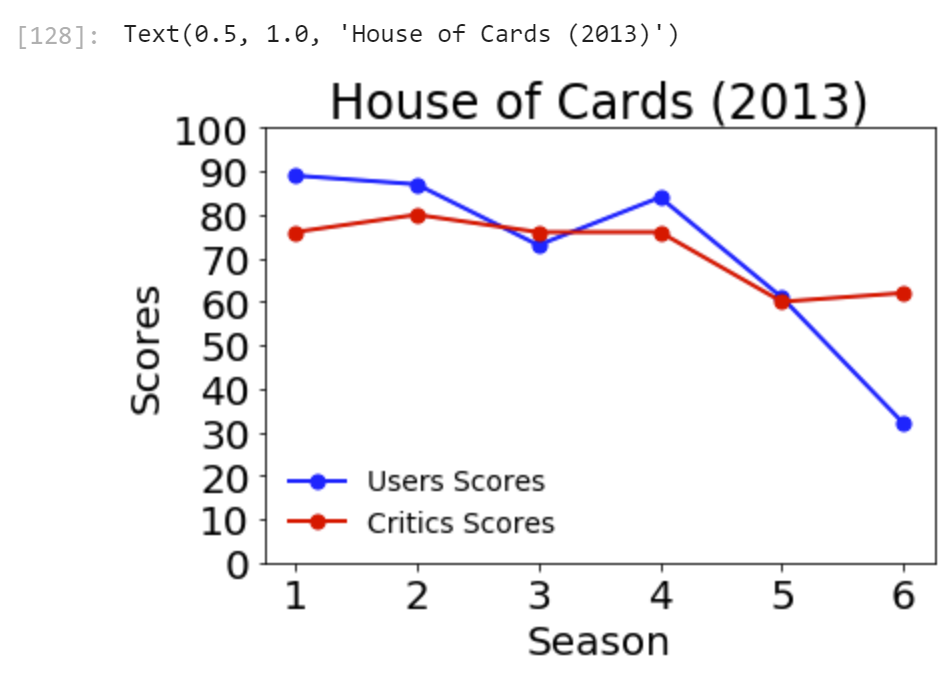 [128]: Text(0.5, 1.0, 'House of Cards (2013)')
House of Cards (2013)
100
90
80
70
60
50
40
30
20
10
0
Scores
Users Scores
Critics Scores
1 2 3 4 5 6
Season